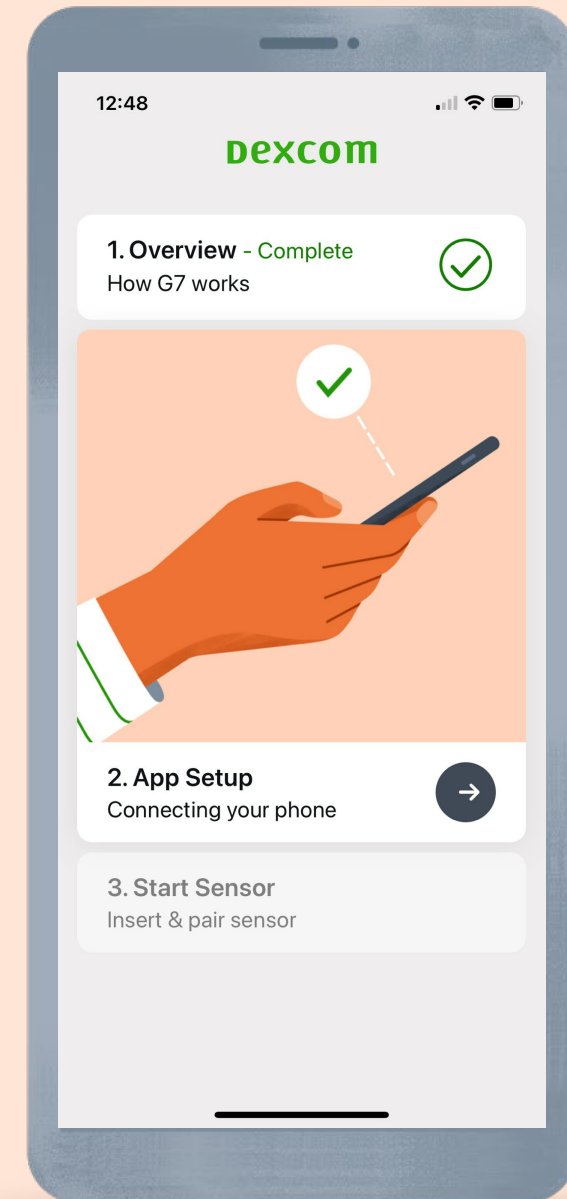 12:48
Dexcom
1. Overview - Complete
How G7 works
2. App Setup
Connecting your phone
3. Start Sensor
Insert & pair sensor